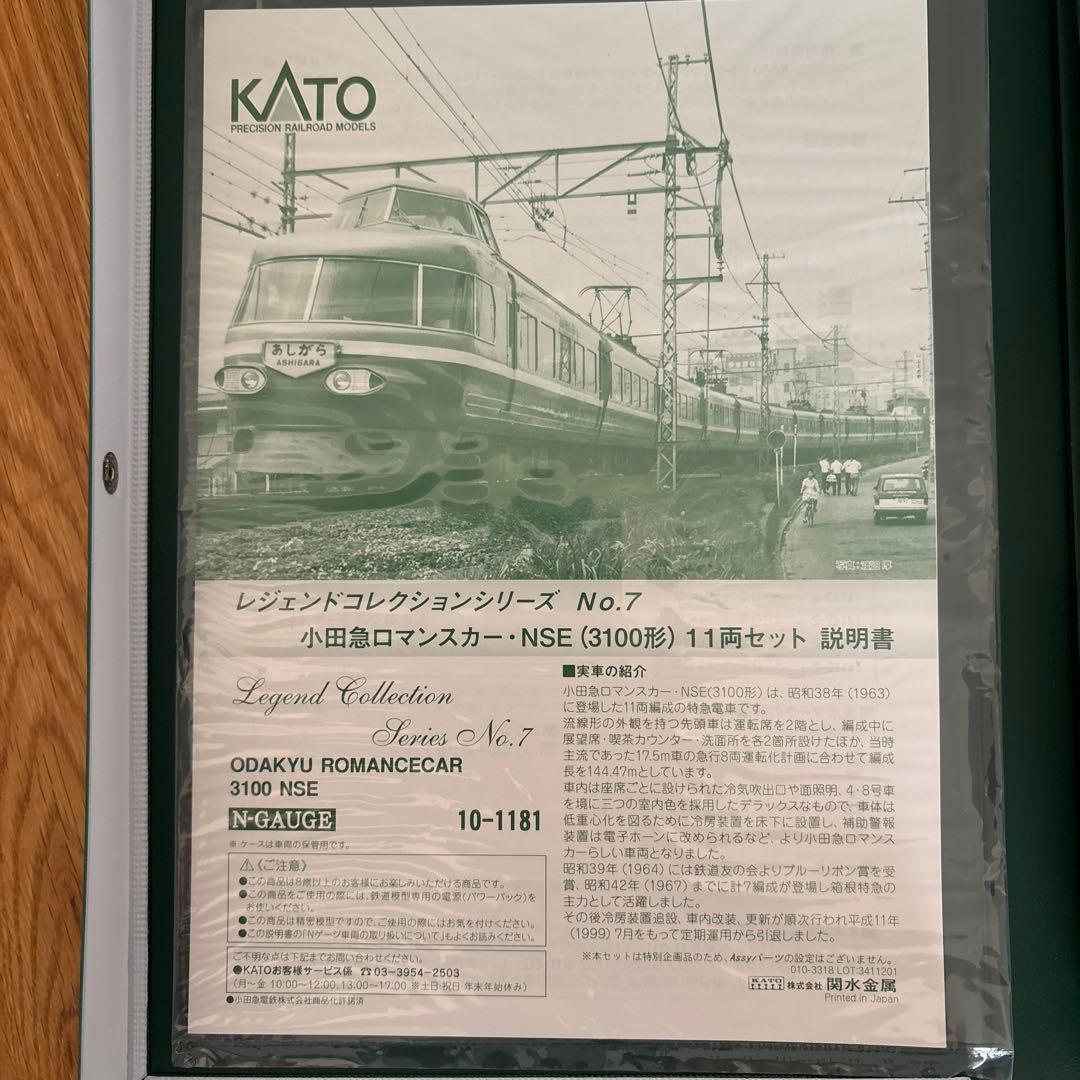 KATO
PRECISION RAILROAD MODELS
あしがら
ASHIGARA
写真:渡辺 厚
レジェンドコレクションシリーズ No.7
小田急ロマンスカー・NSE(3100形)11両セット 説明書
Legend Collection
Series No.7
ODAKYU ROMANCECAR
3100 NSE
N-GAUGE 10-1181
※ ケースは車両の保管用です。
⚠《ご注意》
●この商品は8歳以上のお客様にお楽しみいただける商品です。
●この商品をご使用の際には、鉄道模型専用の電源(パワーパック)を
お使いください。
●この商品は精密模型ですので、ご使用の際にはお気を付けください。
●この説明書の「Nゲージ車両の取り扱いについて」もよくお読みください。
ご不明な点は下記までお問い合わせください。
●KATOお客様サービス係 ☎03-3954-2503
(月~金 10:00~12:00,13:00~17:00 ※土日・祝日 年末年始休み)
●小田急電鉄株式会社商品化許諾済
■実車の紹介
小田急ロマンスカー・NSE(3100形)は、昭和38年(1963)
に登場した11両編成の特急電車です。
流線形の外観を持つ先頭車は運転席を2階とし、編成中に
展望席・喫茶カウンター・洗面所を各2箇所設けたほか、当時
主流であった17.5m車の急行8両運転化計画に合わせて編成
長を144.47mとしています。
車内は座席ごとに設けられた冷気吹出口や面照明、4・8号車
を境に三つの室内色を採用したデラックスなもので、車体は
低重心化を図るために冷房装置を床下に設置し、補助警報
装置は電子ホーンに改められるなど、より小田急ロマンス
カーらしい車両となりました。
昭和39年(1964)には鉄道友の会よりブルーリボン賞を受
賞、昭和42年(1967)までに計7編成が登場し箱根特急の
主力として活躍しました。
その後冷房装置追設、車内改装、更新が順次行われ平成11年
(1999)7月をもって定期運用から引退しました。
※本セットは特別企画品のため、Assyパーツの設定はございません。
010-3318 LOT:3411201
KATO 株式会社 関水金属
Printed in Japan